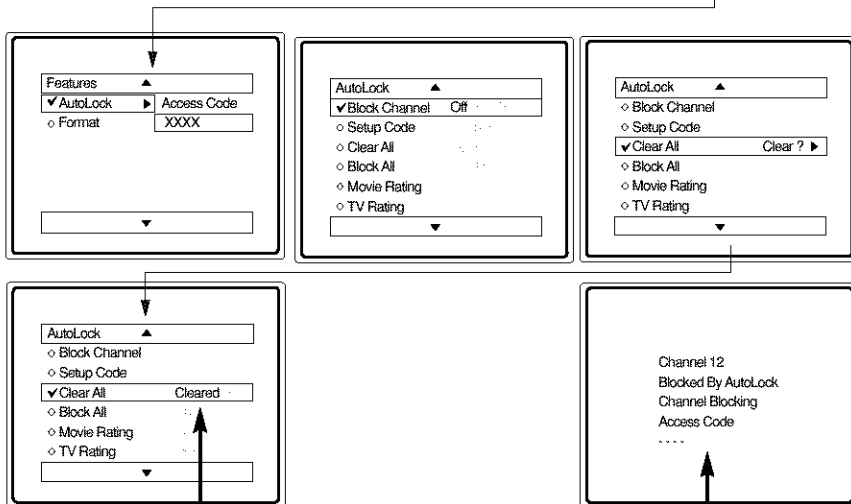 Features
AutoLock Access Code
Format XXXX
AutoLock
Block Channel Off
Setup Code
Clear All
Block All
Movie Rating
TV Rating
AutoLock
Block Channel
Setup Code
Clear All Clear ?
Block All
Movie Rating
TV Rating
AutoLock
Block Channel
Setup Code
Clear All Cleared
Block All
Movie Rating
TV Rating
Channel 12
Blocked By AutoLock
Channel Blocking
Access Code
- - - -